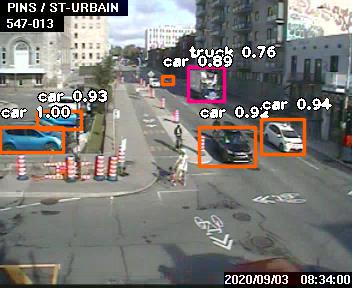 PINS / ST-URBAIN
547-013
truck 0.76
car 0.89
car 0.93
car 1.00
car 0.92
car 0.94
2020/09/03 08:34:00